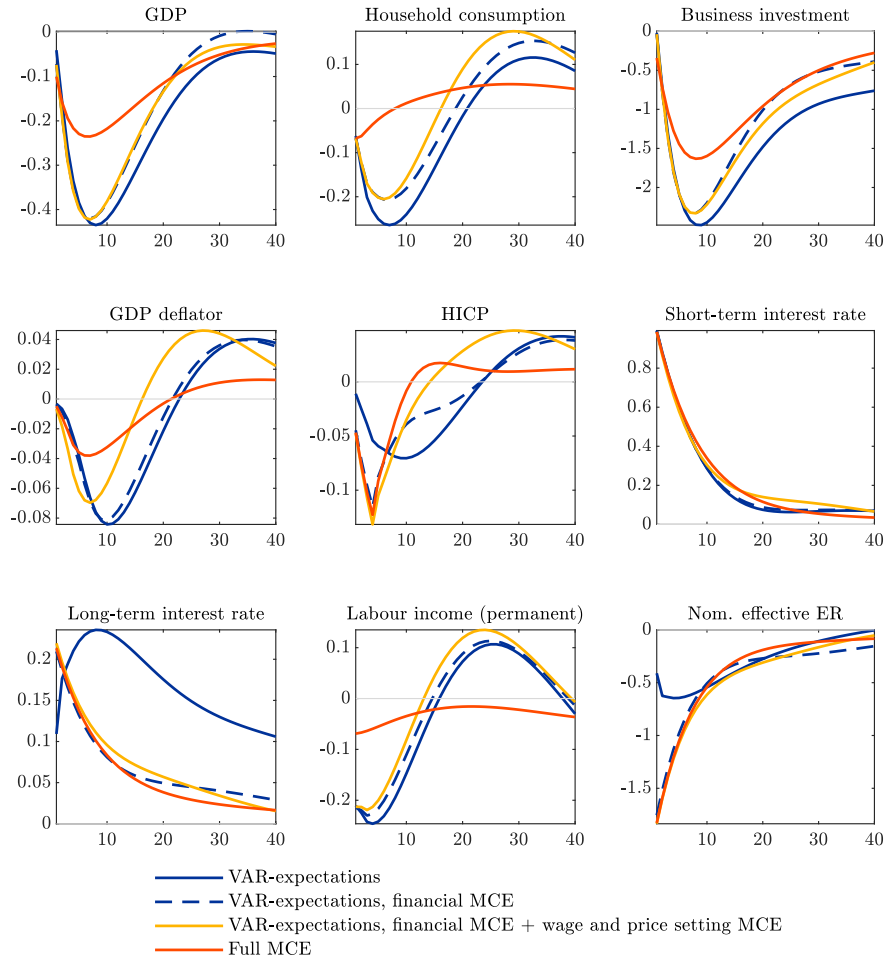 GDP
Household consumption
Business investment
0
-0.1
-0.2
-0.3
-0.4
10 20 30 40
0.1
0
-0.1
-0.2
10 20 30 40
-0.5
-1
-1.5
-2
10 20 30 40
GDP deflator
HICP
Short-term interest rate
0.04
0.02
0
-0.02
-0.04
-0.06
-0.08
10 20 30 40
0
-0.05
-0.1
10 20 30 40
0.8
0.6
0.4
0.2
0
10 20 30 40
Long-term interest rate
Labour income (permanent)
Nom. effective ER
0.2
0.15
0.1
0.05
0
10 20 30 40
0.1
0
-0.1
-0.2
10 20 30 40
0
-0.5
-1
-1.5
10 20 30 40
VAR-expectations
VAR-expectations, financial MCE
VAR-expectations, financial MCE + wage and price setting MCE
Full MCE